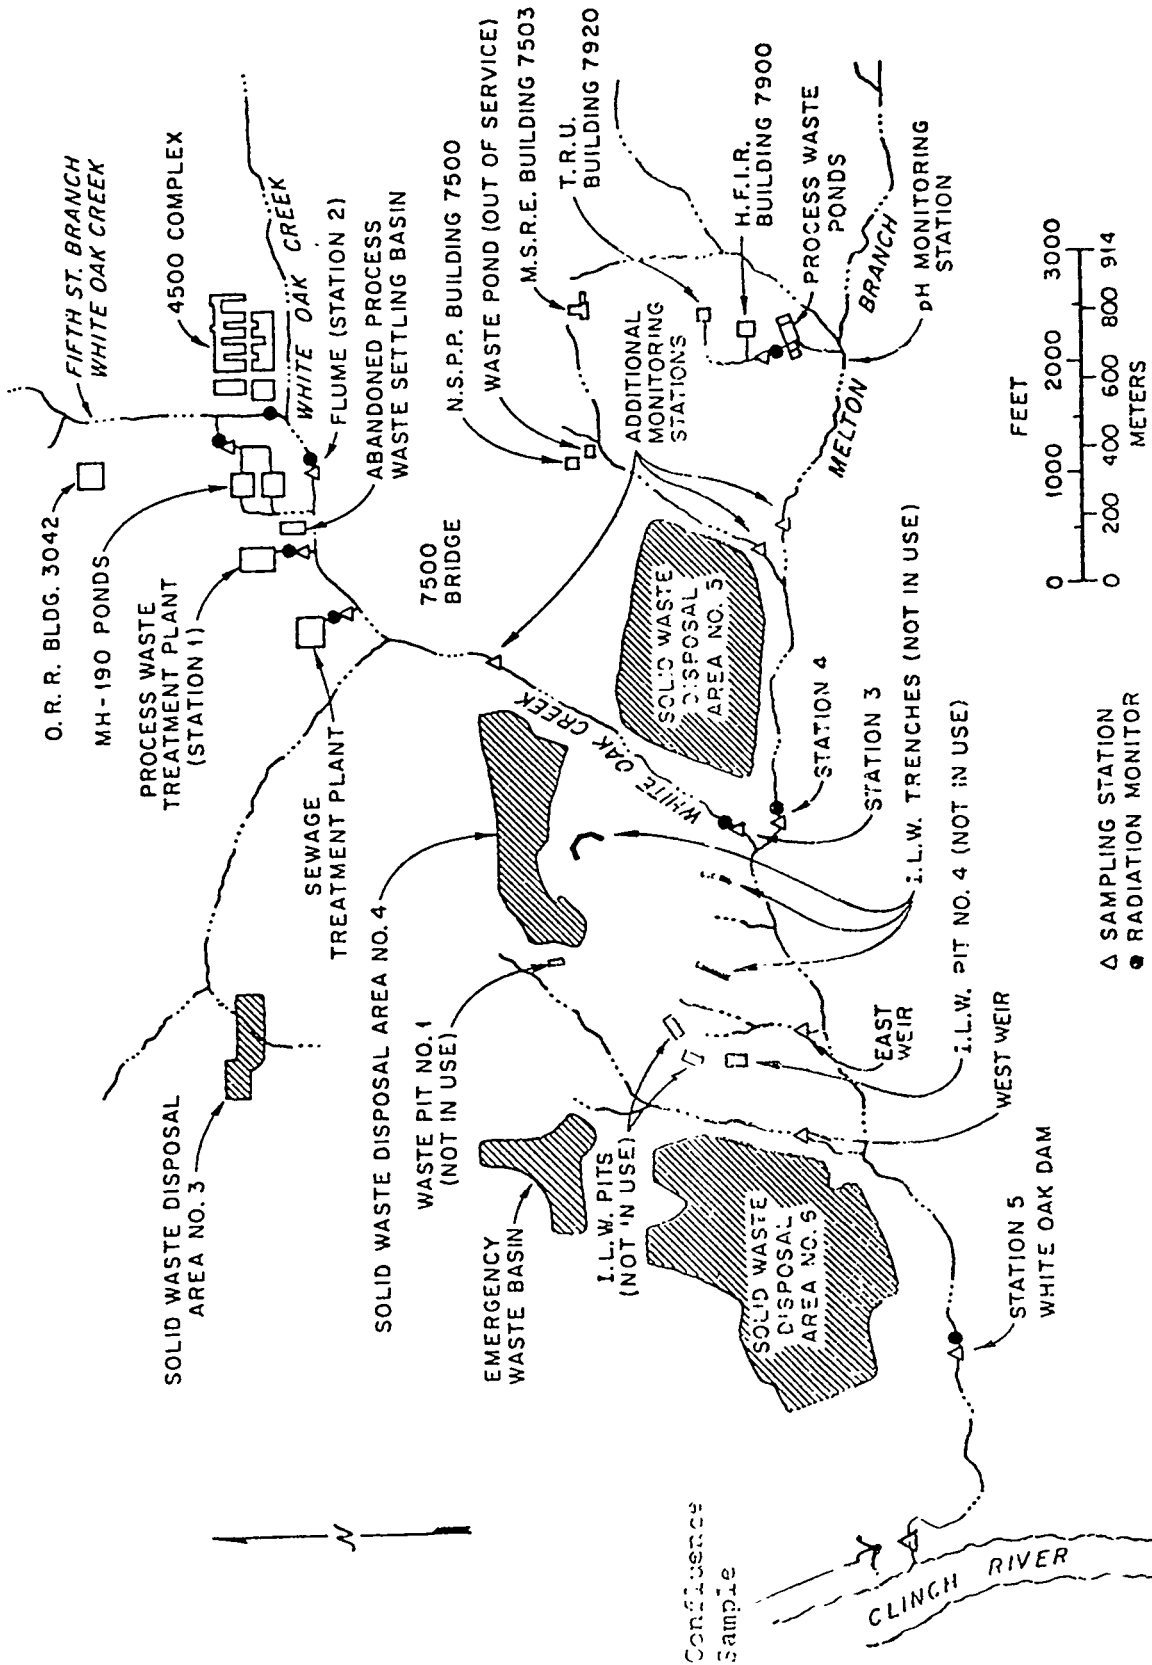 O. R. R. BLDG. 3042
MH-190 PONDS
PROCESS WASTE
TREATMENT PLANT
(STATION 1)
SEWAGE
TREATMENT PLANT
FIFTH ST. BRANCH
WHITE OAK CREEK
4500 COMPLEX
WHITE OAK CREEK
FLUME (STATION 2)
ABANDONED PROCESS
WASTE SETTLING BASIN
7500
BRIDGE
N.S.P.P. BUILDING 7500
WASTE POND (OUT OF SERVICE)
M.S.R.E. BUILDING 7503
T.R.U.
BUILDING 7920
H.F.I.R.
BUILDING 7900
PROCESS WASTE
PONDS
pH MONITORING
STATION
ADDITIONAL
MONITORING
STATIONS
MELTON BRANCH
SOLID WASTE DISPOSAL
AREA NO. 3
SOLID WASTE DISPOSAL AREA NO. 4
WASTE PIT NO. 1
(NOT IN USE)
EMERGENCY
WASTE BASIN
I.L.W. PITS
(NOT IN USE)
SOLID WASTE
DISPOSAL
AREA NO. 5
WHITE OAK CREEK
STATION 4
STATION 3
I.L.W. TRENCHES (NOT IN USE)
I.L.W. PIT NO. 4 (NOT IN USE)
EAST
WEIR
WEST WEIR
SOLID WASTE
DISPOSAL
AREA NO. 6
STATION 5
WHITE OAK DAM
N
Confluence
Sample
CLINCH RIVER
FEET
0 1000 2000 3000
0 200 400 600 800 914
METERS
△ SAMPLING STATION
● RADIATION MONITOR